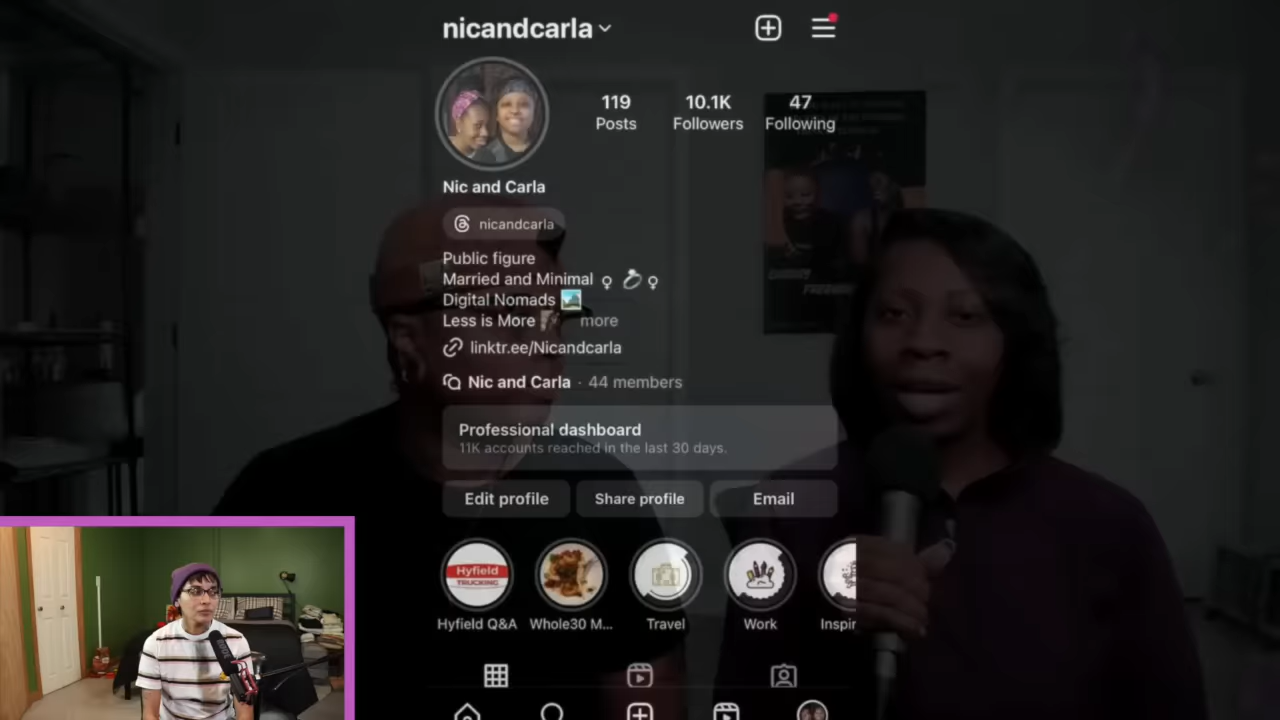 nicandcarla
119 10.1K 47
Posts Followers Following
Nic and Carla
nicandcarla
Public figure
Married and Minimal ♀ 💍 ♀
Digital Nomads
Less is More more
linktr.ee/Nicandcarla
Nic and Carla · 44 members
Professional dashboard
11K accounts reached in the last 30 days.
Edit profile Share profile Email
Hyfield
TRUCKING
Hyfield Q&A Whole30 M... Travel Work Inspir